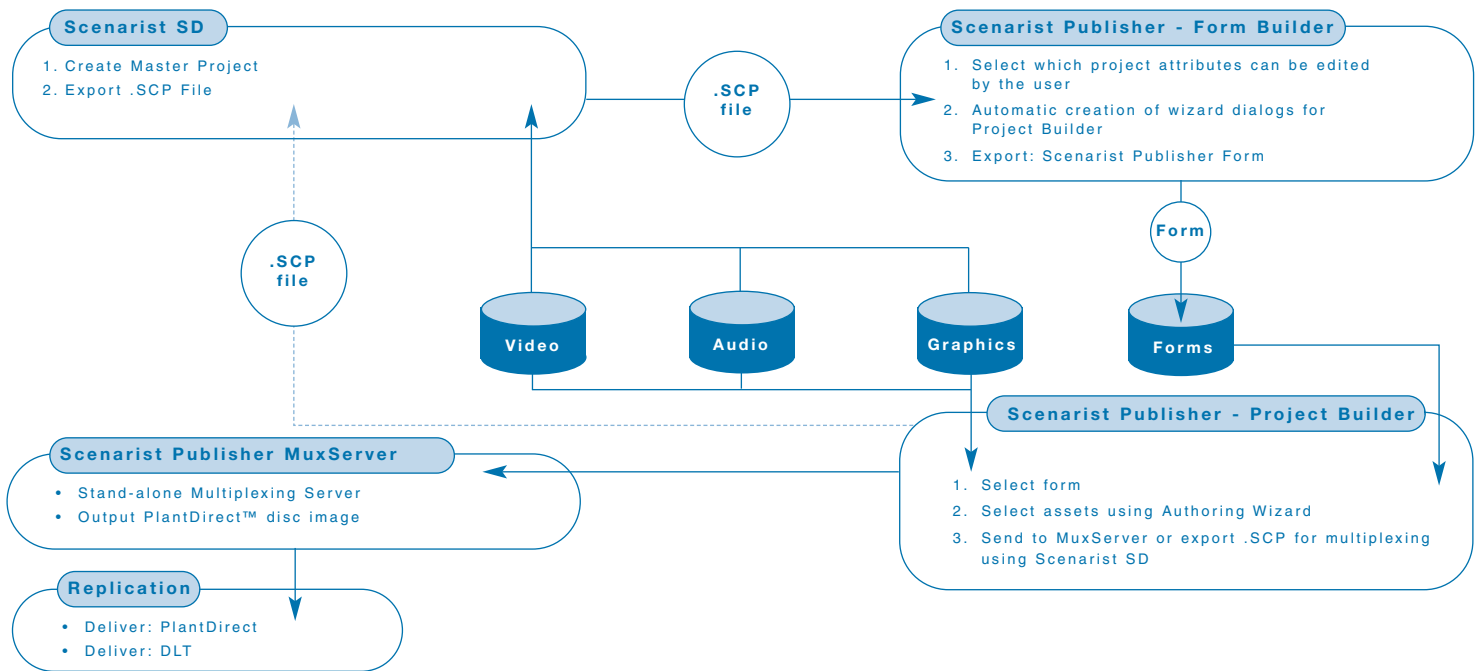 Scenarist SD
1. Create Master Project
2. Export .SCP File
.SCP
file
Scenarist Publisher - Form Builder
1. Select which project attributes can be edited
by the user
2. Automatic creation of wizard dialogs for
Project Builder
3. Export: Scenarist Publisher Form
Form
.SCP
file
Video
Audio
Graphics
Forms
Scenarist Publisher - Project Builder
1. Select form
2. Select assets using Authoring Wizard
3. Send to MuxServer or export .SCP for multiplexing
using Scenarist SD
Scenarist Publisher MuxServer
• Stand-alone Multiplexing Server
• Output PlantDirect™ disc image
Replication
• Deliver: PlantDirect
• Deliver: DLT